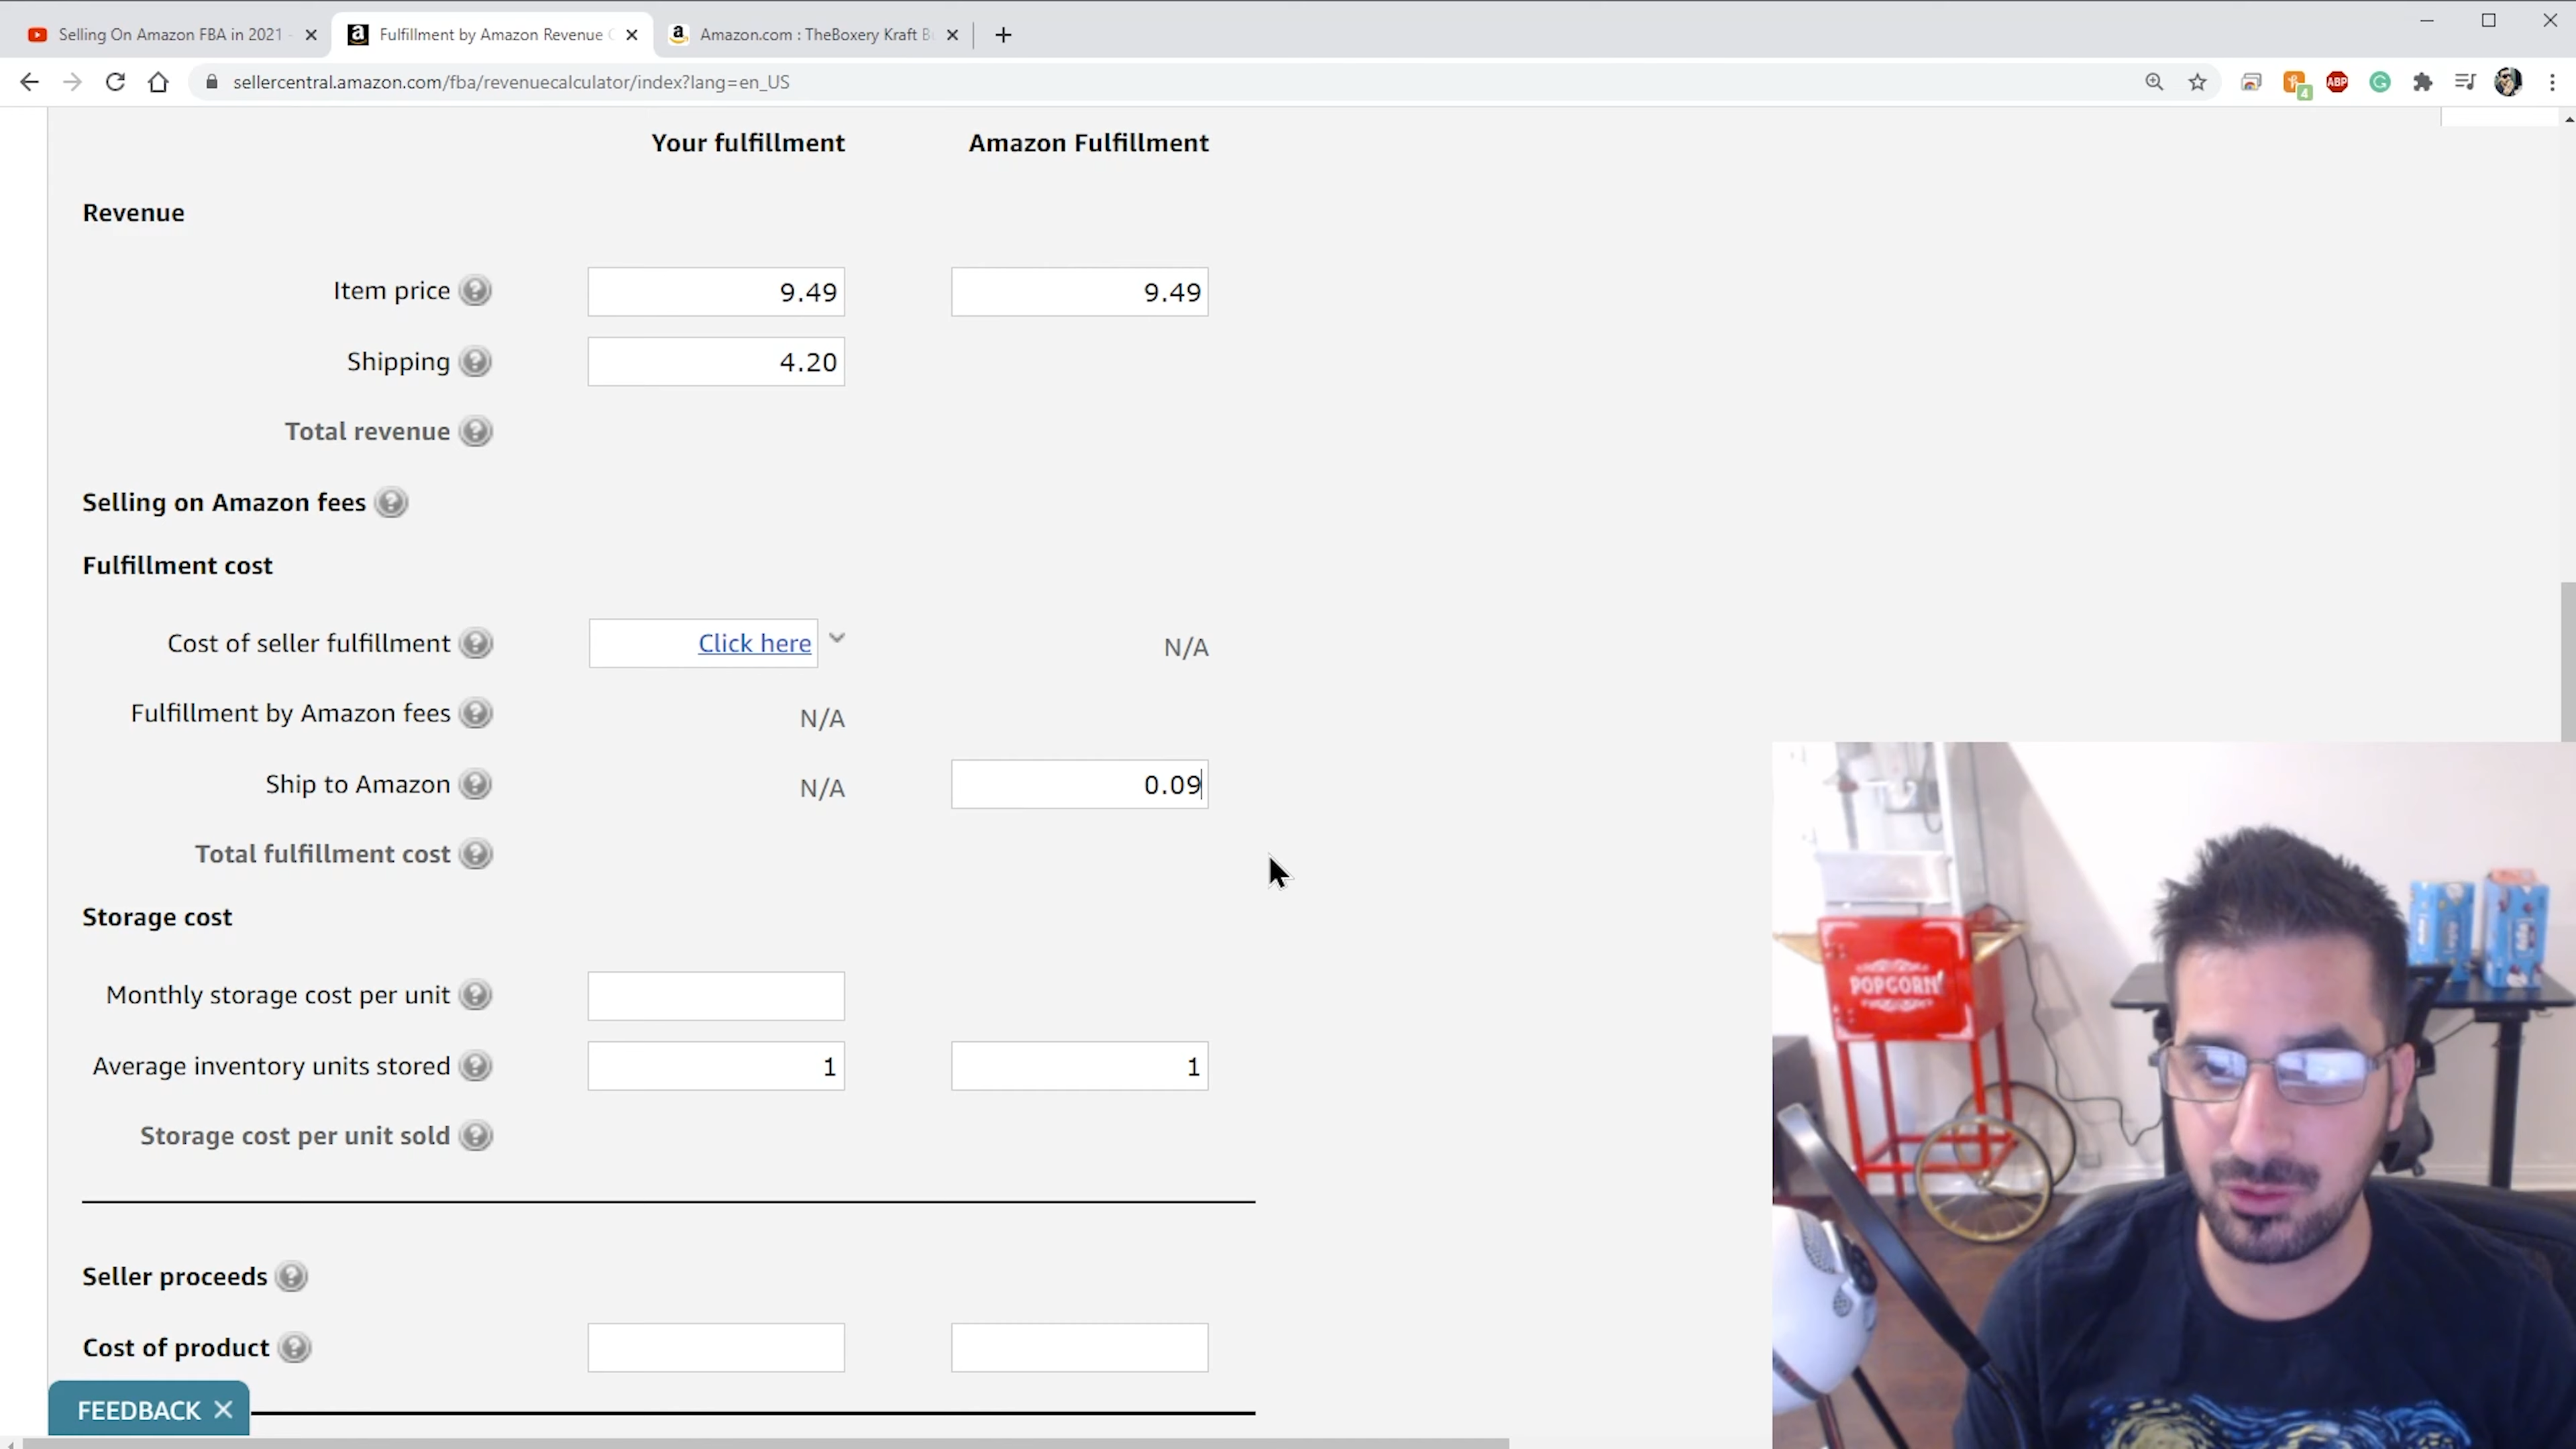 Selling On Amazon FBA in 2021 -
Fulfillment by Amazon Revenue C
Amazon.com : TheBoxery Kraft B
sellercentral.amazon.com/fba/revenuecalculator/index?lang=en_US
4
ABP
Your fulfillment Amazon Fulfillment
Revenue
Item price 9.49 9.49
Shipping 4.20
Total revenue
Selling on Amazon fees
Fulfillment cost
Cost of seller fulfillment Click here N/A
Fulfillment by Amazon fees N/A
Ship to Amazon N/A 0.09
Total fulfillment cost
Storage cost
Monthly storage cost per unit
Average inventory units stored 1 1
Storage cost per unit sold
Seller proceeds
Cost of product
FEEDBACK
POPCORN